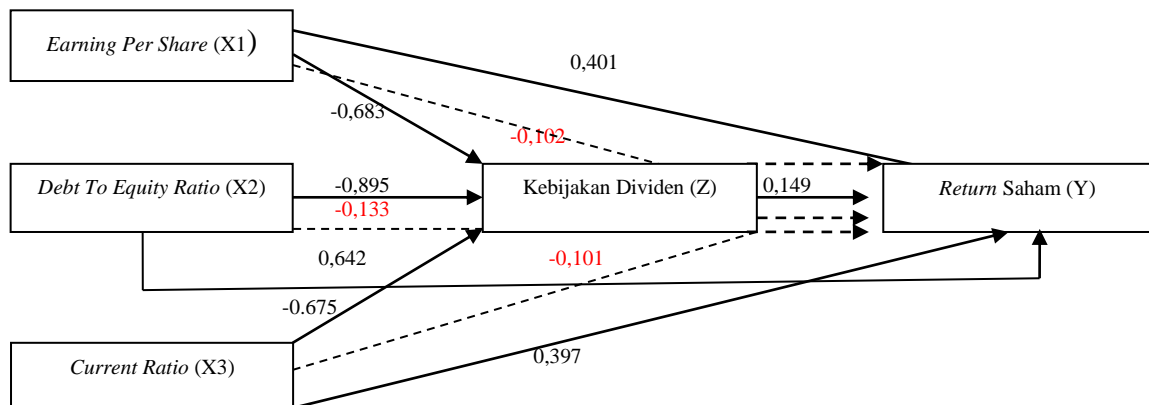 Earning Per Share (X1)
0,401
-0,683
-0,102
Debt To Equity Ratio (X2)
-0,895
-0,133
Kebijakan Dividen (Z)
0,149
Return Saham (Y)
0,642
-0,101
-0.675
Current Ratio (X3)
0,397